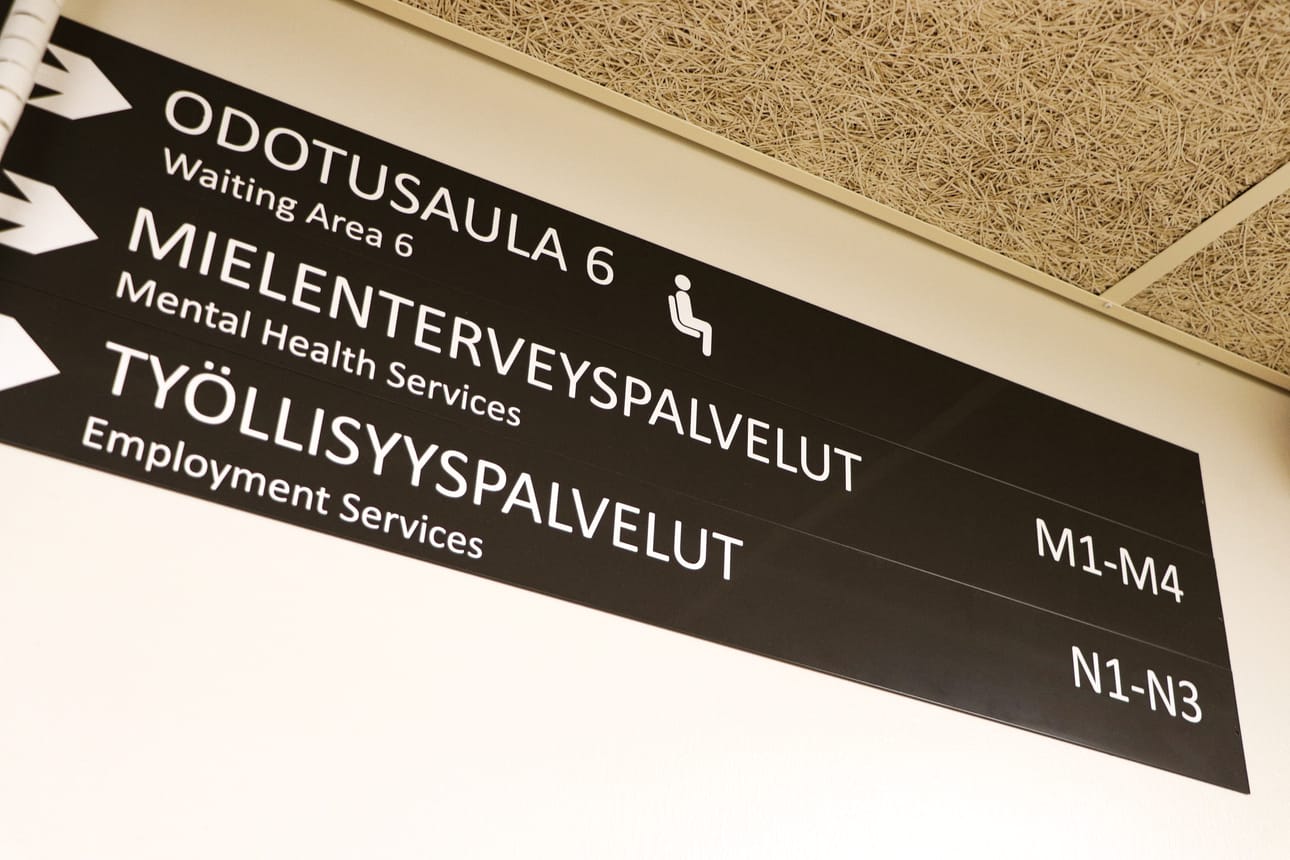 ODOTUSAULA 6
Waiting Area 6
MIELENTERVEYSPALVELUT M1-M4
Mental Health Services
TYÖLLISYYSPALVELUT N1-N3
Employment Services